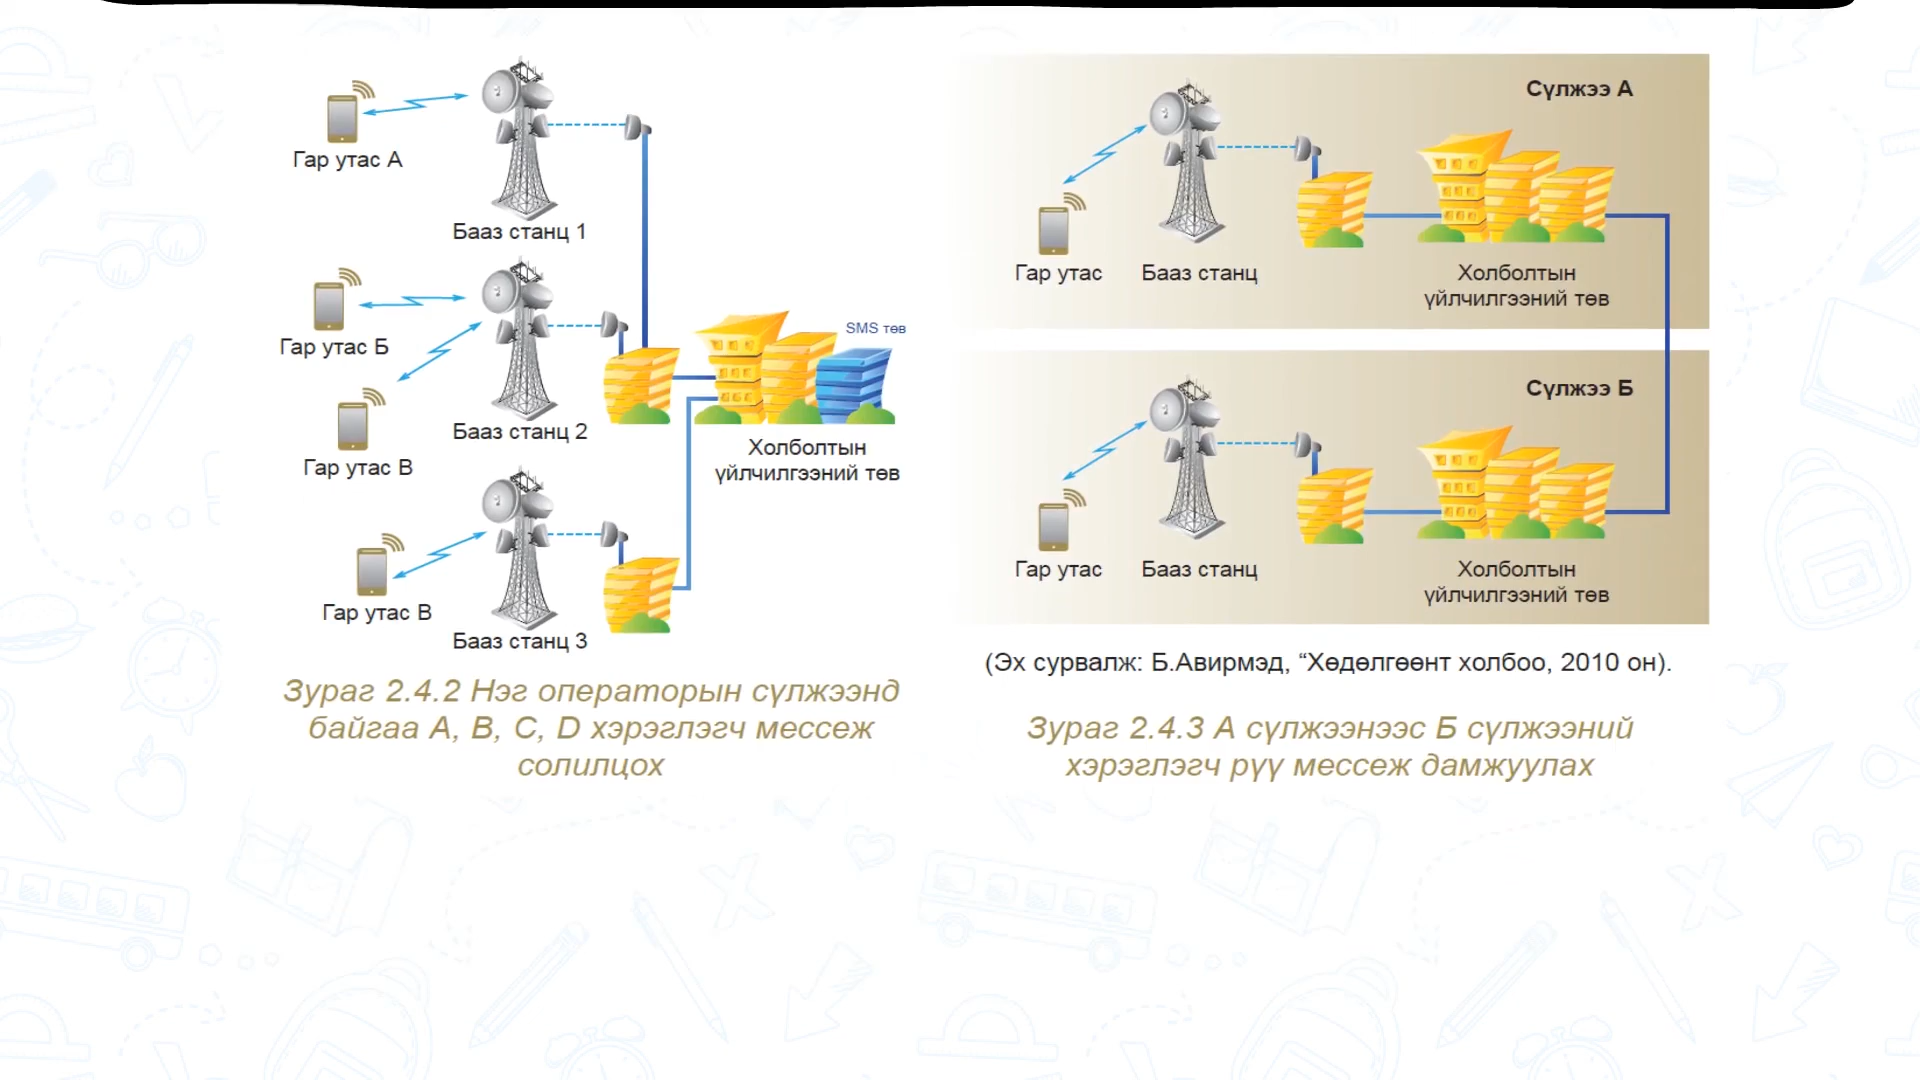 Гар утас А
Бааз станц 1
Гар утас Б
Гар утас В
Бааз станц 2
SMS төв
Холболтын
үйлчилгээний төв
Гар утас В
Бааз станц 3
Зураг 2.4.2 Нэг операторын сүлжээнд
байгаа A, B, C, D хэрэглэгч мессеж
солилцох
Сүлжээ А
Гар утас
Бааз станц
Холболтын
үйлчилгээний төв
Сүлжээ Б
Гар утас
Бааз станц
Холболтын
үйлчилгээний төв
(Эх сурвалж: Б.Авирмэд, “Хөдөлгөөнт холбоо, 2010 он).
Зураг 2.4.3 А сүлжээнээс Б сүлжээний
хэрэглэгч рүү мессеж дамжуулах